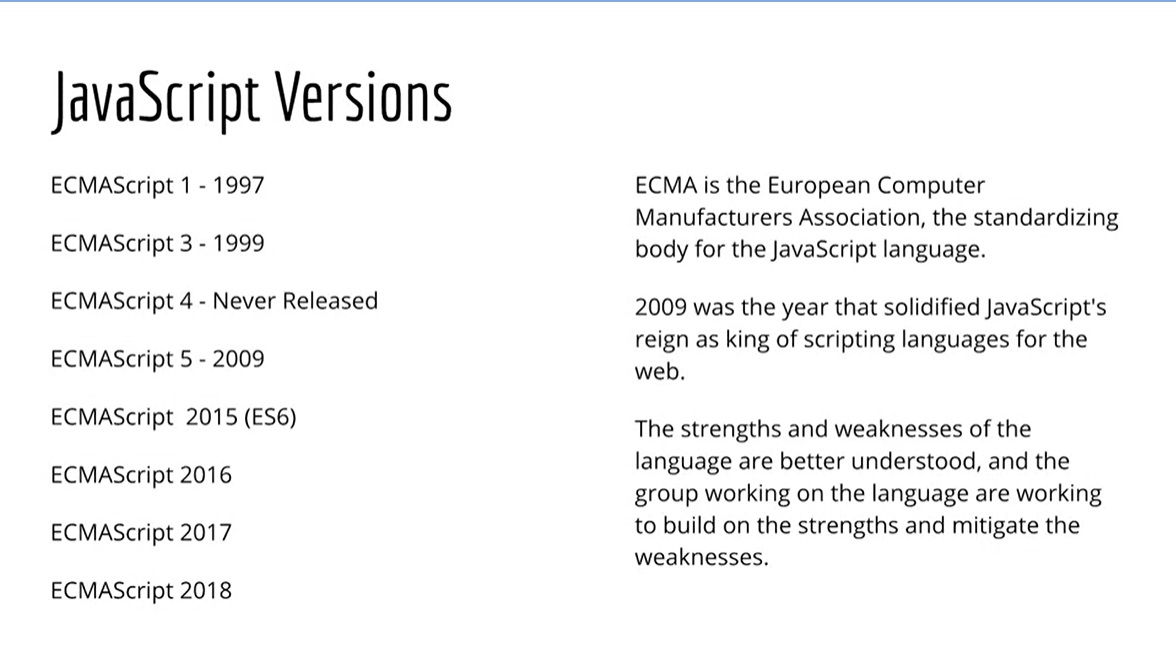 JavaScript Versions
ECMAScript 1 - 1997
ECMAScript 3 - 1999
ECMAScript 4 - Never Released
ECMAScript 5 - 2009
ECMAScript  2015 (ES6)
ECMAScript 2016
ECMAScript 2017
ECMAScript 2018
ECMA is the European Computer
Manufacturers Association, the standardizing
body for the JavaScript language.
2009 was the year that solidified JavaScript's
reign as king of scripting languages for the
web.
The strengths and weaknesses of the
language are better understood, and the
group working on the language are working
to build on the strengths and mitigate the
weaknesses.